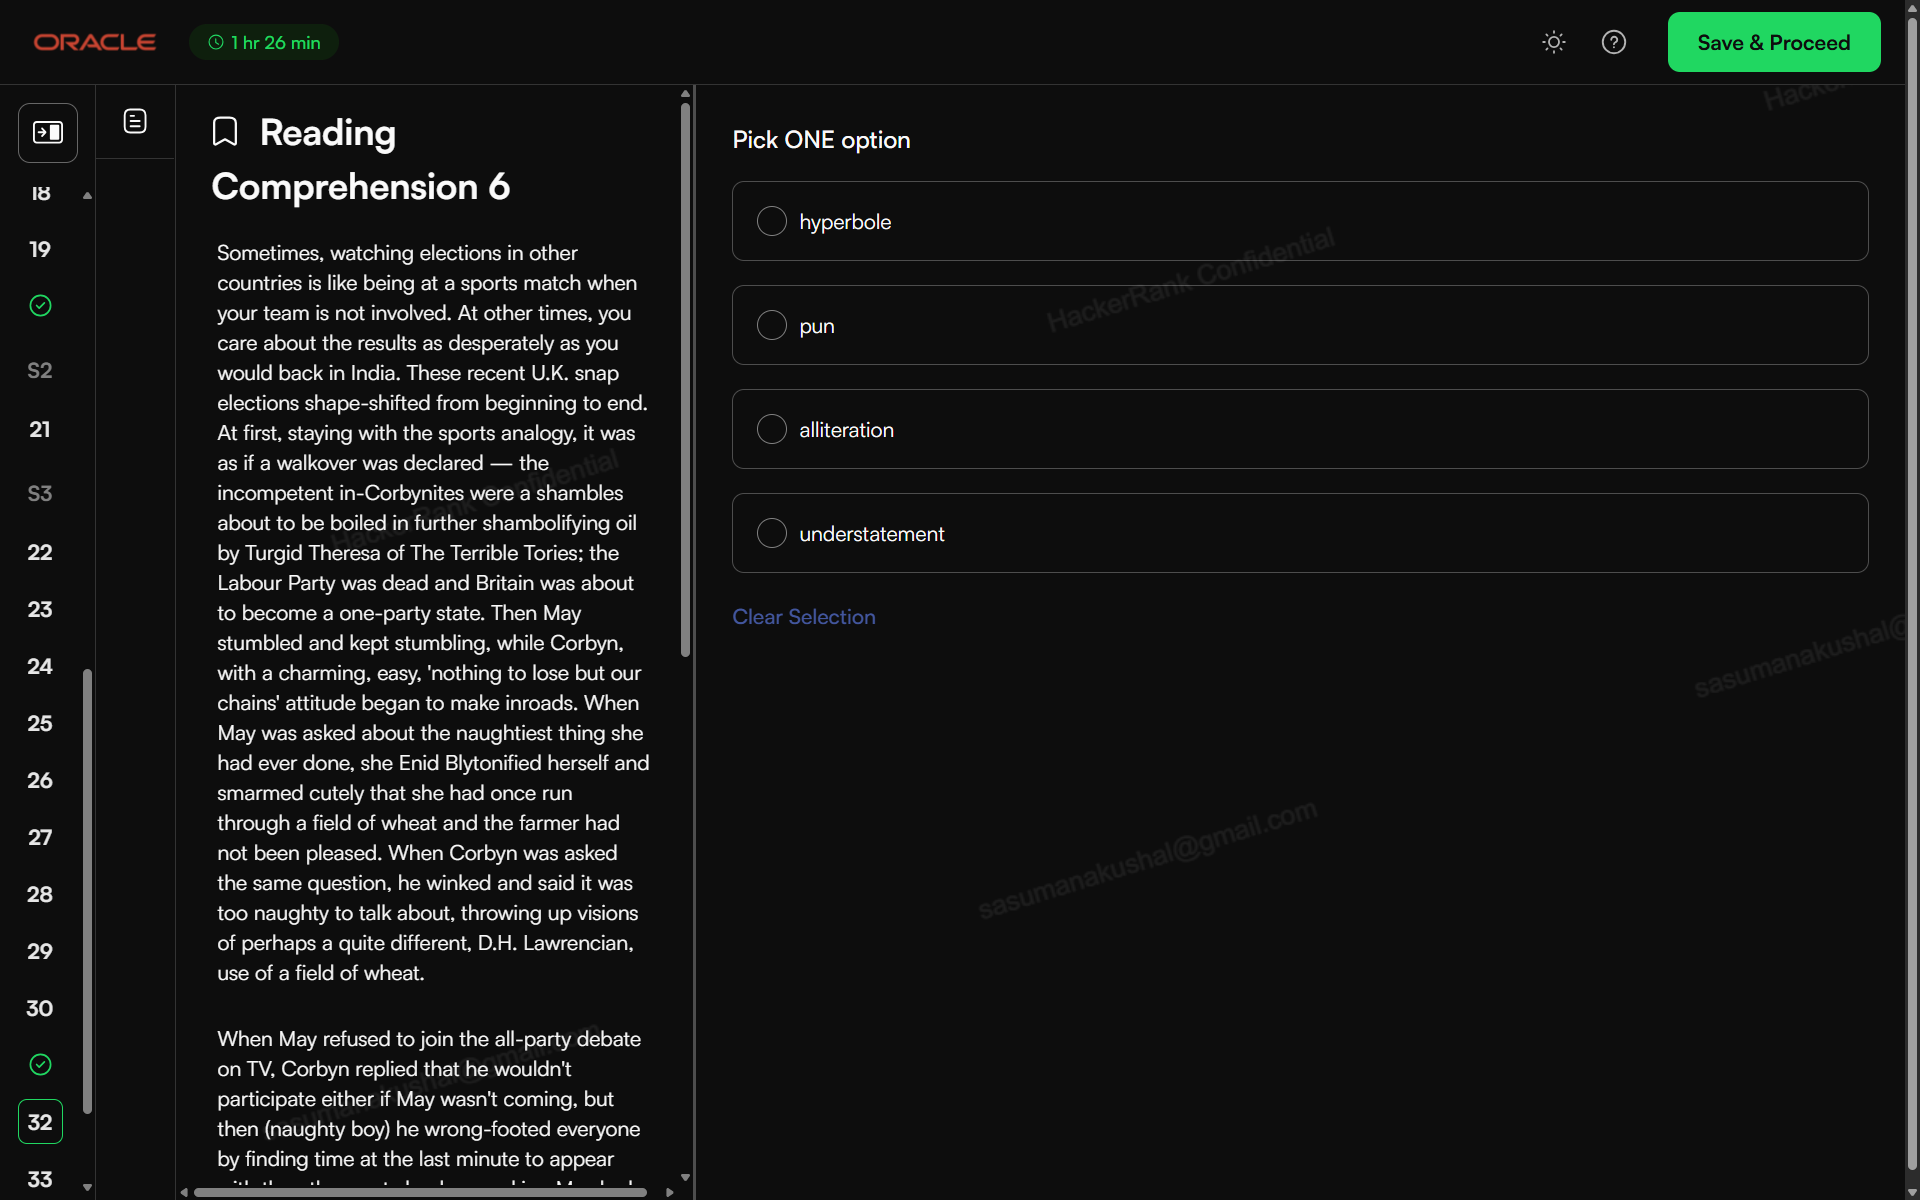 ORACLE
1 hr 26 min
Save & Proceed
18
19
S2
21
S3
22
23
24
25
26
27
28
29
30
32
33
Reading
Comprehension 6
Sometimes, watching elections in other
countries is like being at a sports match when
your team is not involved. At other times, you
care about the results as desperately as you
would back in India. These recent U.K. snap
elections shape-shifted from beginning to end.
At first, staying with the sports analogy, it was
as if a walkover was declared — the
incompetent in-Corbynites were a shambles
about to be boiled in further shambolifying oil
by Turgid Theresa of The Terrible Tories; the
Labour Party was dead and Britain was about
to become a one-party state. Then May
stumbled and kept stumbling, while Corbyn,
with a charming, easy, 'nothing to lose but our
chains' attitude began to make inroads. When
May was asked about the naughtiest thing she
had ever done, she Enid Blytonified herself and
smarmed cutely that she had once run
through a field of wheat and the farmer had
not been pleased. When Corbyn was asked
the same question, he winked and said it was
too naughty to talk about, throwing up visions
of perhaps a quite different, D.H. Lawrencian,
use of a field of wheat.
When May refused to join the all-party debate
on TV, Corbyn replied that he wouldn't
participate either if May wasn't coming, but
then (naughty boy) he wrong-footed everyone
by finding time at the last minute to appear
Pick ONE option
hyperbole
pun
alliteration
understatement
Clear Selection
HackerRank Confidential
HackerRank Confidential
sasumanakushal@gmail.com
sasumanakushal@gmail.com
sasumanakushal@